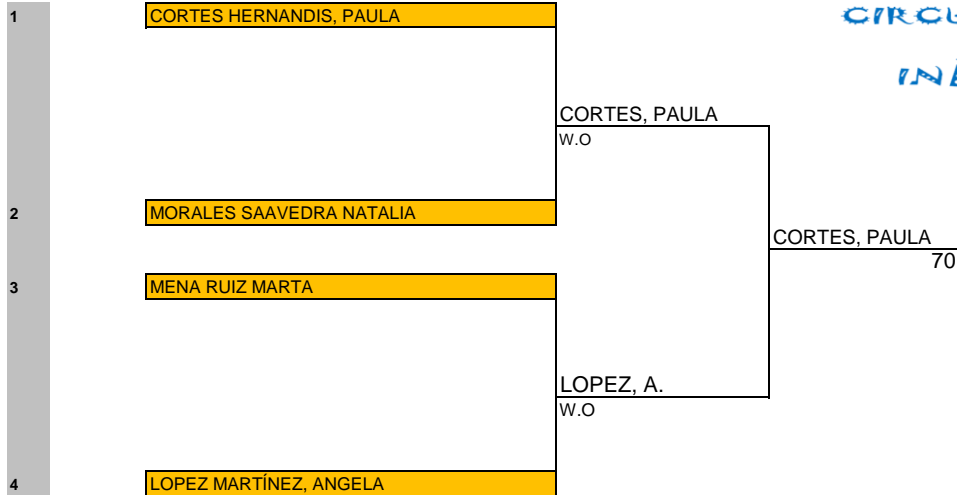 1 CORTES HERNANDIS, PAULA
CORTES, PAULA
W.O
2 MORALES SAAVEDRA NATALIA
CORTES, PAULA
70
3 MENA RUIZ MARTA
LOPEZ, A.
W.O
4 LOPEZ MARTÍNEZ, ANGELA